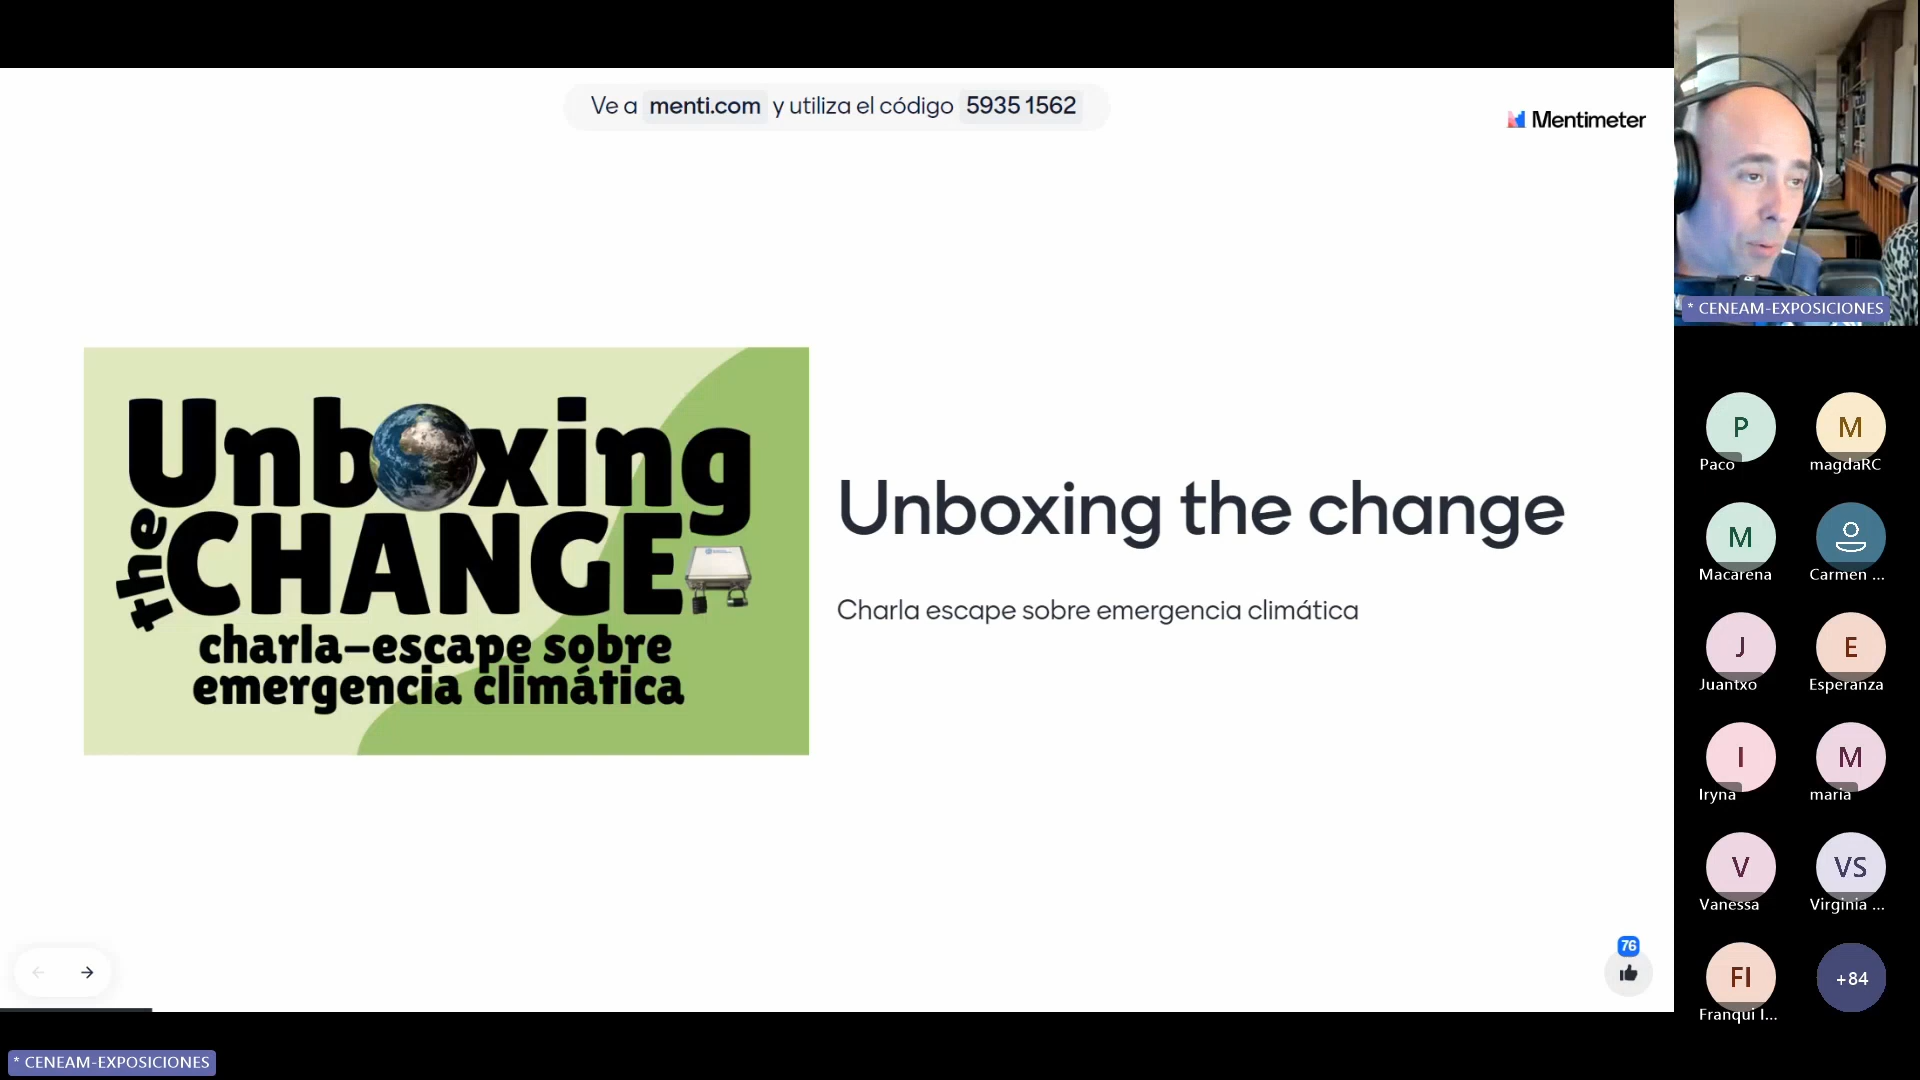 Ve a menti.com y utiliza el código 5935 1562
Mentimeter
Unboxing
the CHANGE
charla-escape sobre
emergencia climática
Unboxing the change
Charla escape sobre emergencia climática
76
* CENEAM-EXPOSICIONES
P
Paco
M
magdaRC
M
Macarena
Carmen ...
J
Juantxo
E
Esperanza
I
Iryna
M
maria
V
Vanessa
VS
Virginia ...
FI
Franqui I...
+84
* CENEAM-EXPOSICIONES